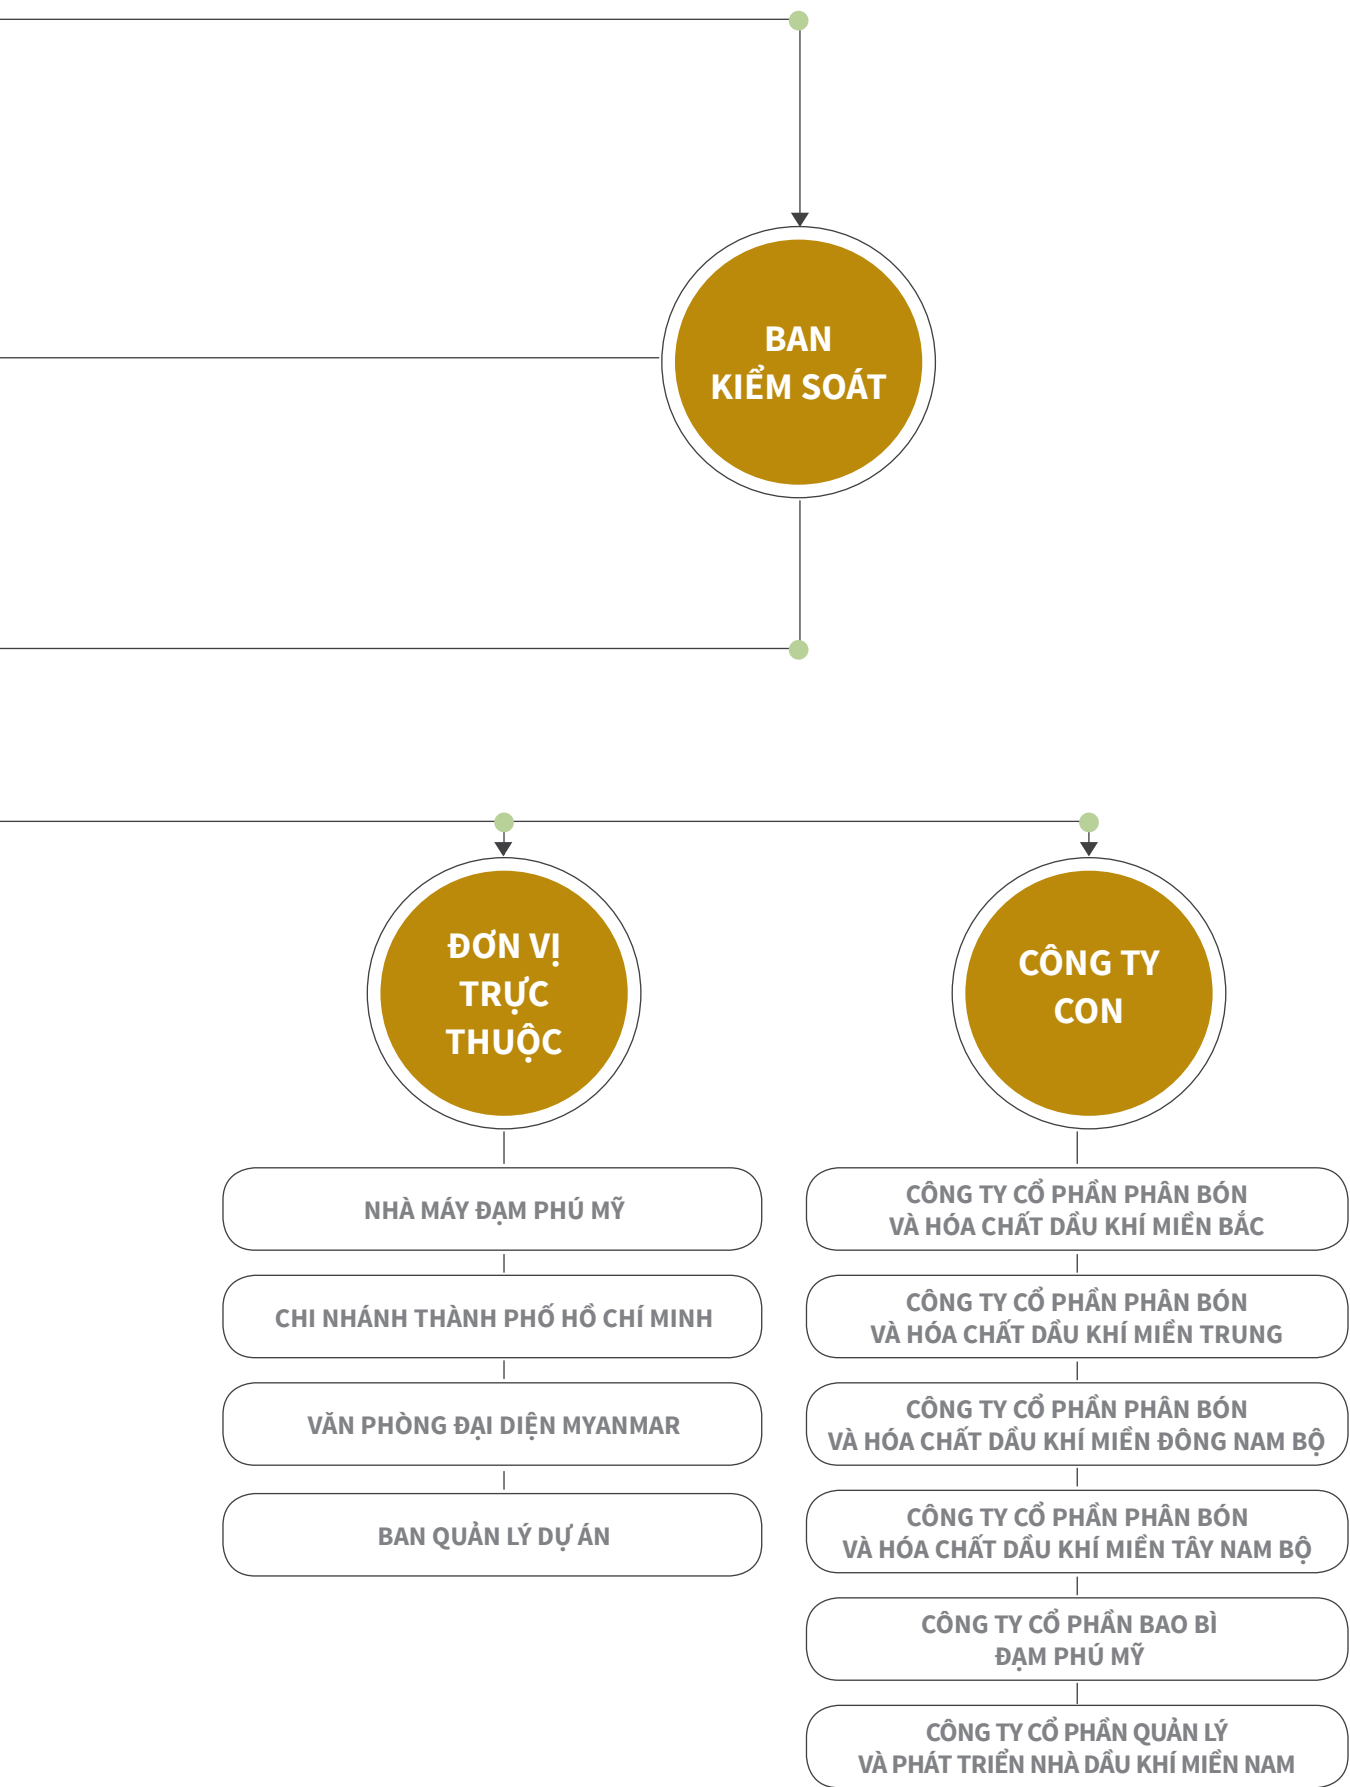 BAN
KIỂM SOÁT
ĐƠN VỊ
TRỰC
THUỘC
NHÀ MÁY ĐẠM PHÚ MỸ
CHI NHÁNH THÀNH PHỐ HỒ CHÍ MINH
VĂN PHÒNG ĐẠI DIỆN MYANMAR
BAN QUẢN LÝ DỰ ÁN
CÔNG TY
CON
CÔNG TY CỔ PHẦN PHÂN BÓN
VÀ HÓA CHẤT DẦU KHÍ MIỀN BẮC
CÔNG TY CỔ PHẦN PHÂN BÓN
VÀ HÓA CHẤT DẦU KHÍ MIỀN TRUNG
CÔNG TY CỔ PHẦN PHÂN BÓN
VÀ HÓA CHẤT DẦU KHÍ MIỀN ĐÔNG NAM BỘ
CÔNG TY CỔ PHẦN PHÂN BÓN
VÀ HÓA CHẤT DẦU KHÍ MIỀN TÂY NAM BỘ
CÔNG TY CỔ PHẦN BAO BÌ
ĐẠM PHÚ MỸ
CÔNG TY CỔ PHẦN QUẢN LÝ
VÀ PHÁT TRIỂN NHÀ DẦU KHÍ MIỀN NAM